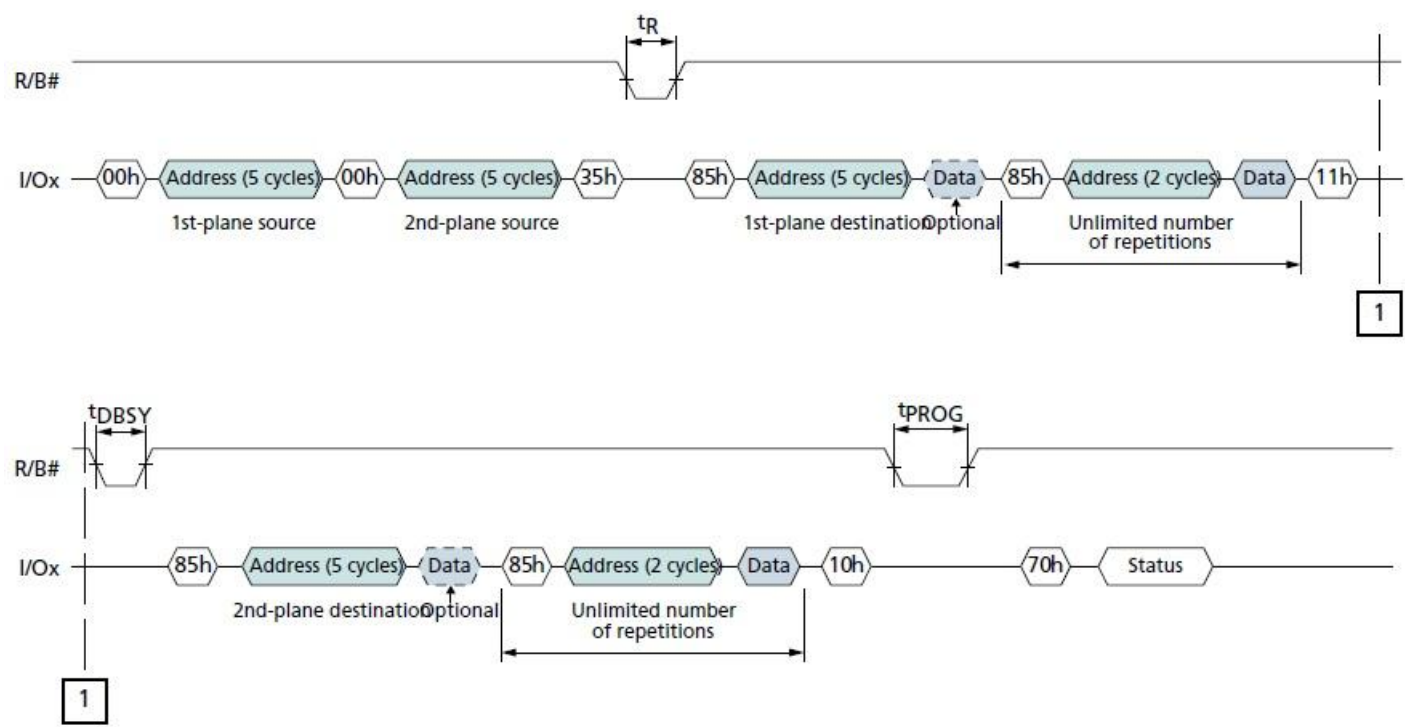 tR
R/B#
I/Ox 00h Address (5 cycles) 00h Address (5 cycles) 35h 85h Address (5 cycles) Data 85h Address (2 cycles) Data 11h
1st-plane source 2nd-plane source 1st-plane destination Optional Unlimited number
of repetitions
1
tDBSY tPROG
R/B#
I/Ox 85h Address (5 cycles) Data 85h Address (2 cycles) Data 10h 70h Status
2nd-plane destination Optional Unlimited number
of repetitions
1